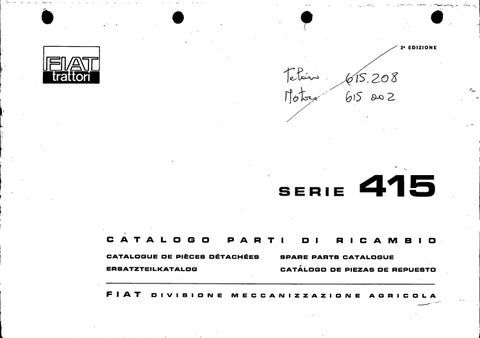 2ª EDIZIONE
FIAT
trattori
Telaio 615.208
Motore 615 002
SERIE 415
CATALOGO PARTI DI RICAMBIO
CATALOGUE DE PIÈCES DÉTACHÉES SPARE PARTS CATALOGUE
ERSATZTEILKATALOG CATÁLOGO DE PIEZAS DE REPUESTO
FIAT DIVISIONE MECCANIZZAZIONE AGRICOLA